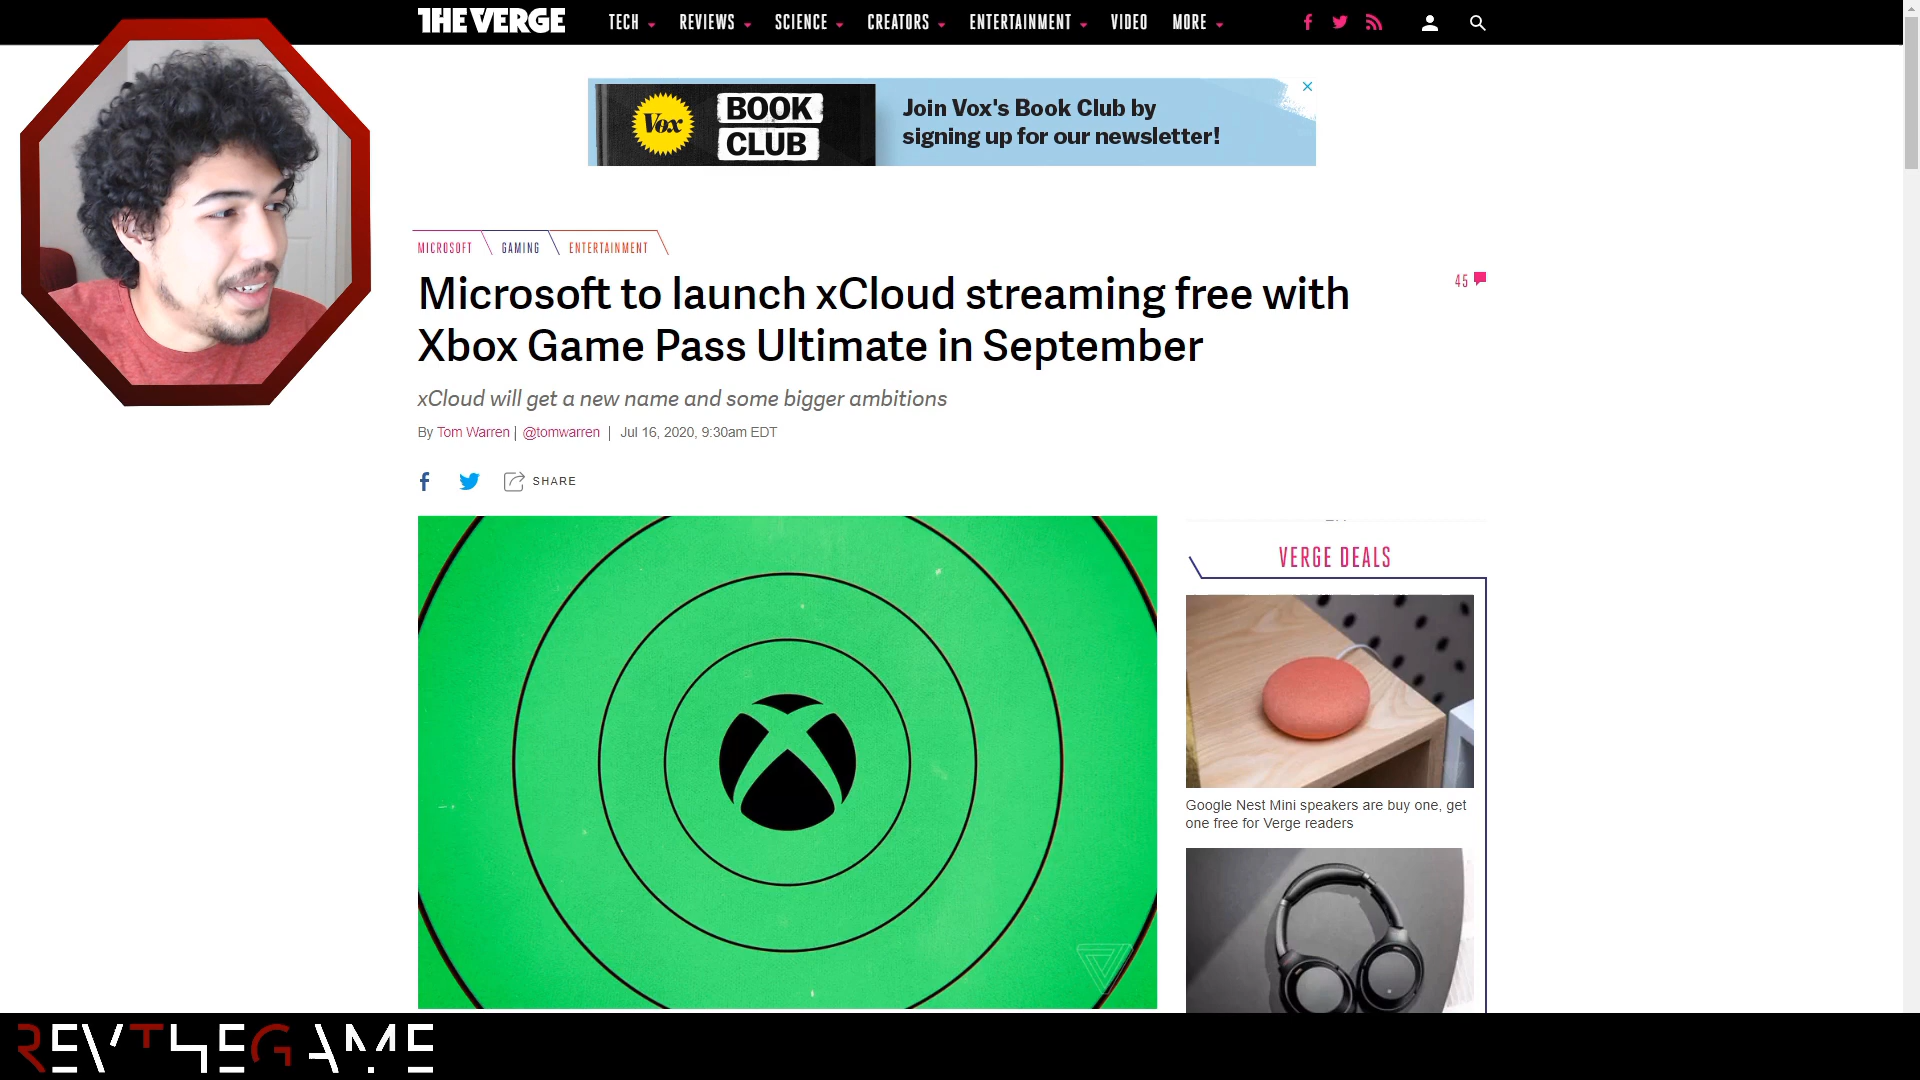 THE VERGE
TECH REVIEWS SCIENCE CREATORS ENTERTAINMENT VIDEO MORE
Vox
BOOK
CLUB
Join Vox's Book Club by
signing up for our newsletter!
MICROSOFT GAMING ENTERTAINMENT
Microsoft to launch xCloud streaming free with
Xbox Game Pass Ultimate in September
45
xCloud will get a new name and some bigger ambitions
By Tom Warren | @tomwarren | Jul 16, 2020, 9:30am EDT
SHARE
VERGE DEALS
Google Nest Mini speakers are buy one, get
one free for Verge readers
REVTHEGAME